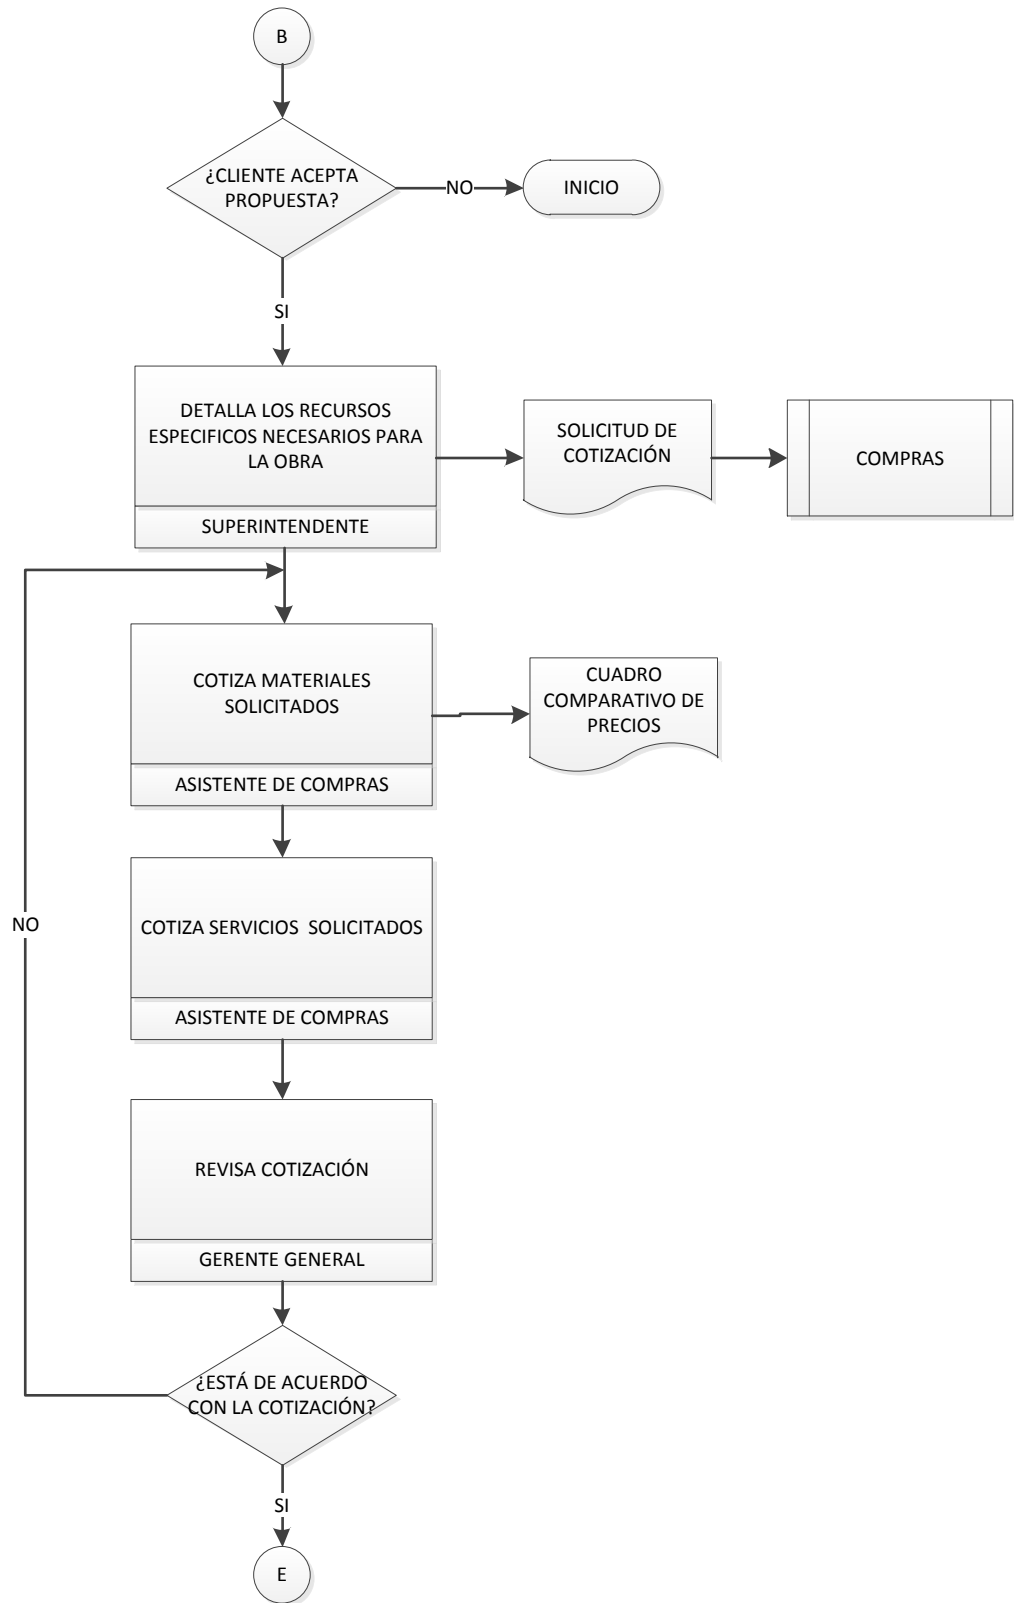 B
¿CLIENTE ACEPTA
PROPUESTA?
NO
INICIO
SI
DETALLA LOS RECURSOS
ESPECIFICOS NECESARIOS PARA
LA OBRA
SUPERINTENDENTE
SOLICITUD DE
COTIZACIÓN
COMPRAS
COTIZA MATERIALES
SOLICITADOS
ASISTENTE DE COMPRAS
CUADRO
COMPARATIVO DE
PRECIOS
COTIZA SERVICIOS  SOLICITADOS
ASISTENTE DE COMPRAS
NO
REVISA COTIZACIÓN
GERENTE GENERAL
¿ESTÁ DE ACUERDO
CON LA COTIZACIÓN?
SI
E